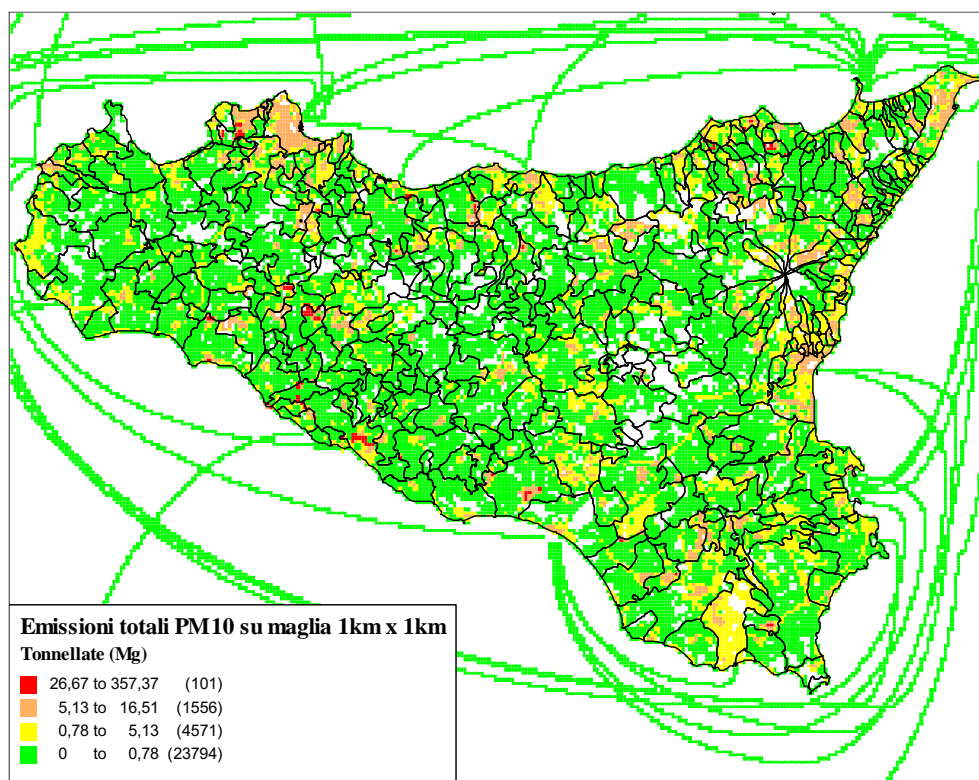 Emissioni totali PM10 su maglia 1km x 1km
Tonnellate (Mg)
26,67 to 357,37 (101)
5,13 to 16,51 (1556)
0,78 to 5,13 (4571)
0 to 0,78 (23794)